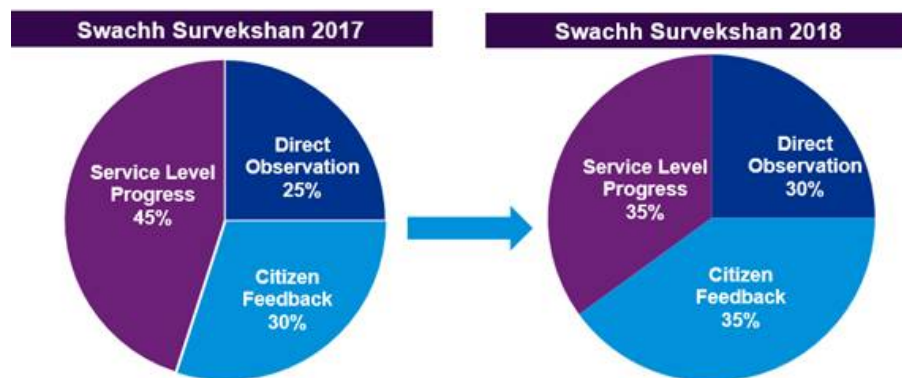 Swachh Survekshan 2017
Service Level
Progress
45%
Direct
Observation
25%
Citizen
Feedback
30%
Swachh Survekshan 2018
Service Level
Progress
35%
Direct
Observation
30%
Citizen
Feedback
35%